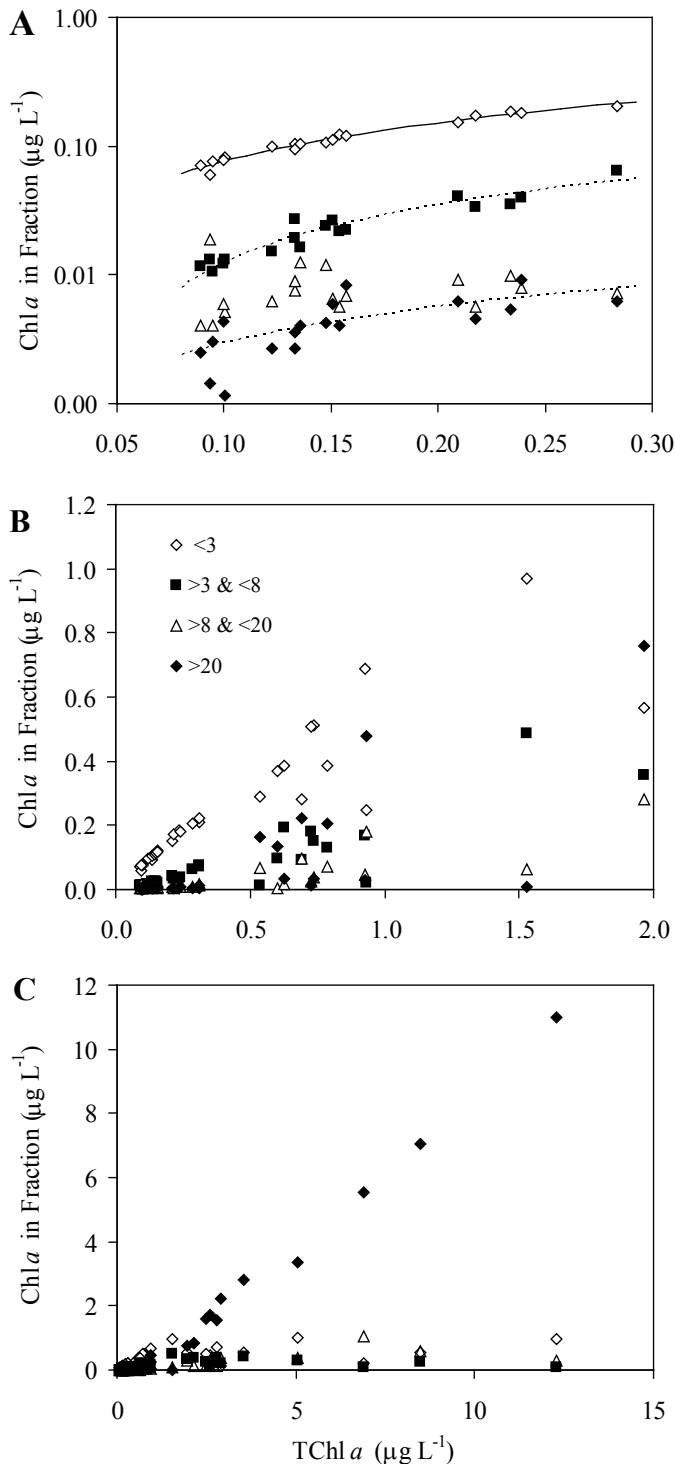 A
1.00
0.10
0.01
0.00
0.05 0.10 0.15 0.20 0.25 0.30
Chl a in Fraction (µg L⁻¹)
B
1.2
1.0
0.8
0.6
0.4
0.2
0.0
0.0 0.5 1.0 1.5 2.0
Chl a in Fraction (µg L⁻¹)
<3
>3 & <8
>8 & <20
>20
C
12
10
8
6
4
2
0
0 5 10 15
Chl a in Fraction (µg L⁻¹)
TChl a (µg L⁻¹)